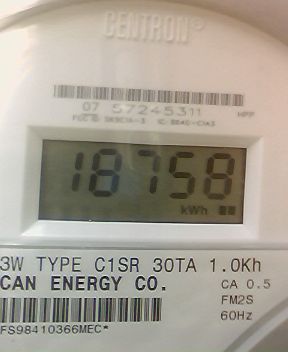 CENTRON®
07 57245311
18758
kWh
3W TYPE C1SR 30TA 1.0Kh
CAN ENERGY CO.
CA 0.5
FM2S
60Hz
FS98410366MEC*